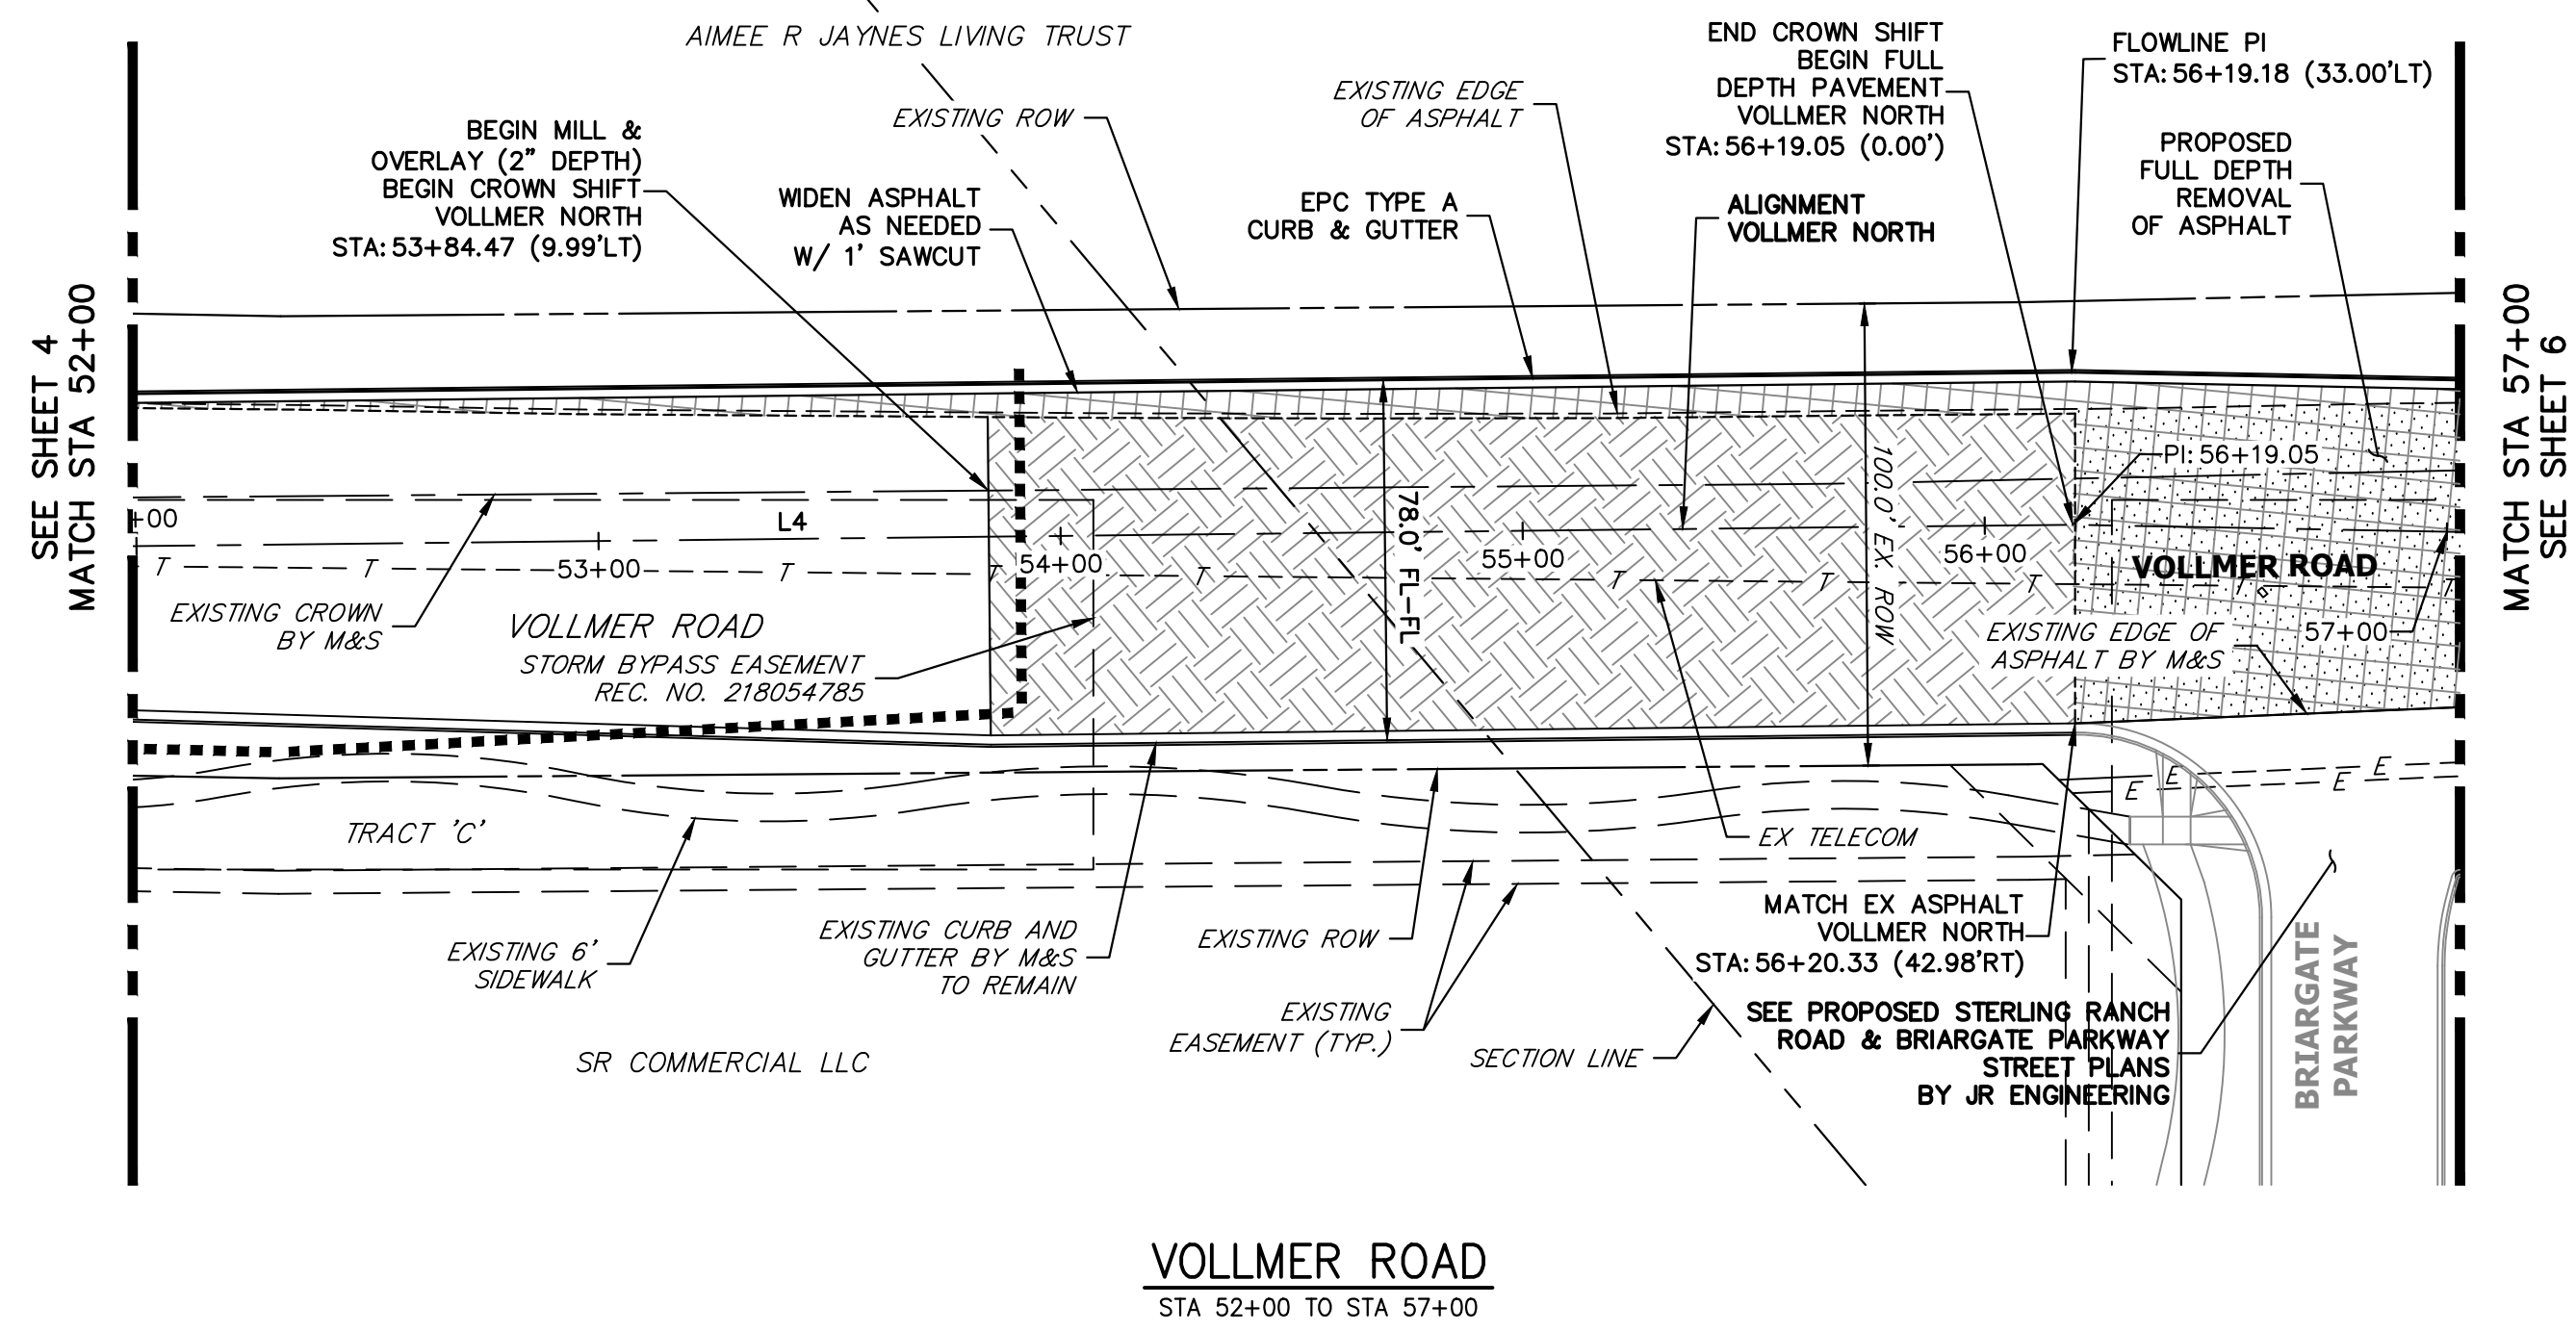 AIMEE R JAYNES LIVING TRUST
BEGIN MILL &
OVERLAY (2" DEPTH)
BEGIN CROWN SHIFT
VOLLMER NORTH
STA: 53+84.47 (9.99'LT)
EXISTING ROW
WIDEN ASPHALT
AS NEEDED
W/ 1' SAWCUT
EXISTING EDGE
OF ASPHALT
EPC TYPE A
CURB & GUTTER
END CROWN SHIFT
BEGIN FULL
DEPTH PAVEMENT
VOLLMER NORTH
STA: 56+19.05 (0.00')
ALIGNMENT
VOLLMER NORTH
FLOWLINE PI
STA: 56+19.18 (33.00'LT)
PROPOSED
FULL DEPTH
REMOVAL
OF ASPHALT
SEE SHEET 4
MATCH STA 52+00
MATCH STA 57+00
SEE SHEET 6
+00
L4
53+00
54+00
55+00
56+00
57+00
PI: 56+19.05
T
T
T
T
T
T
T
T
T
T
78.0' FL-FL
100.0' EX. ROW
VOLLMER ROAD
EXISTING CROWN
BY M&S
VOLLMER ROAD
STORM BYPASS EASEMENT
REC. NO. 218054785
EXISTING EDGE OF
ASPHALT BY M&S
E
E
E
E
TRACT 'C'
EX TELECOM
EXISTING 6'
SIDEWALK
EXISTING CURB AND
GUTTER BY M&S
TO REMAIN
EXISTING ROW
MATCH EX ASPHALT
VOLLMER NORTH
STA: 56+20.33 (42.98'RT)
EXISTING
EASEMENT (TYP.)
SECTION LINE
SEE PROPOSED STERLING RANCH
ROAD & BRIARGATE PARKWAY
STREET PLANS
BY JR ENGINEERING
BRIARGATE
PARKWAY
SR COMMERCIAL LLC
VOLLMER ROAD
STA 52+00 TO STA 57+00